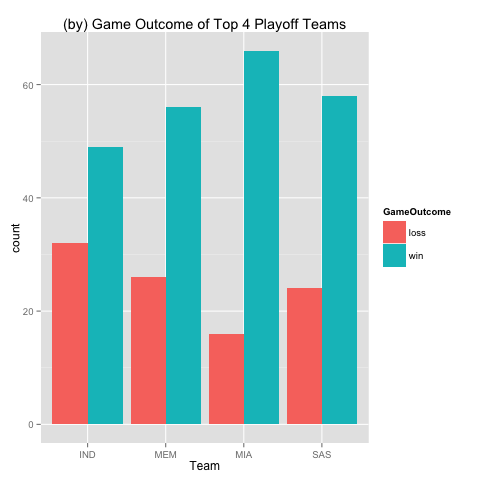 (by) Game Outcome of Top 4 Playoff Teams
60
40
20
0
count
IND MEM MIA SAS
Team
GameOutcome
loss
win